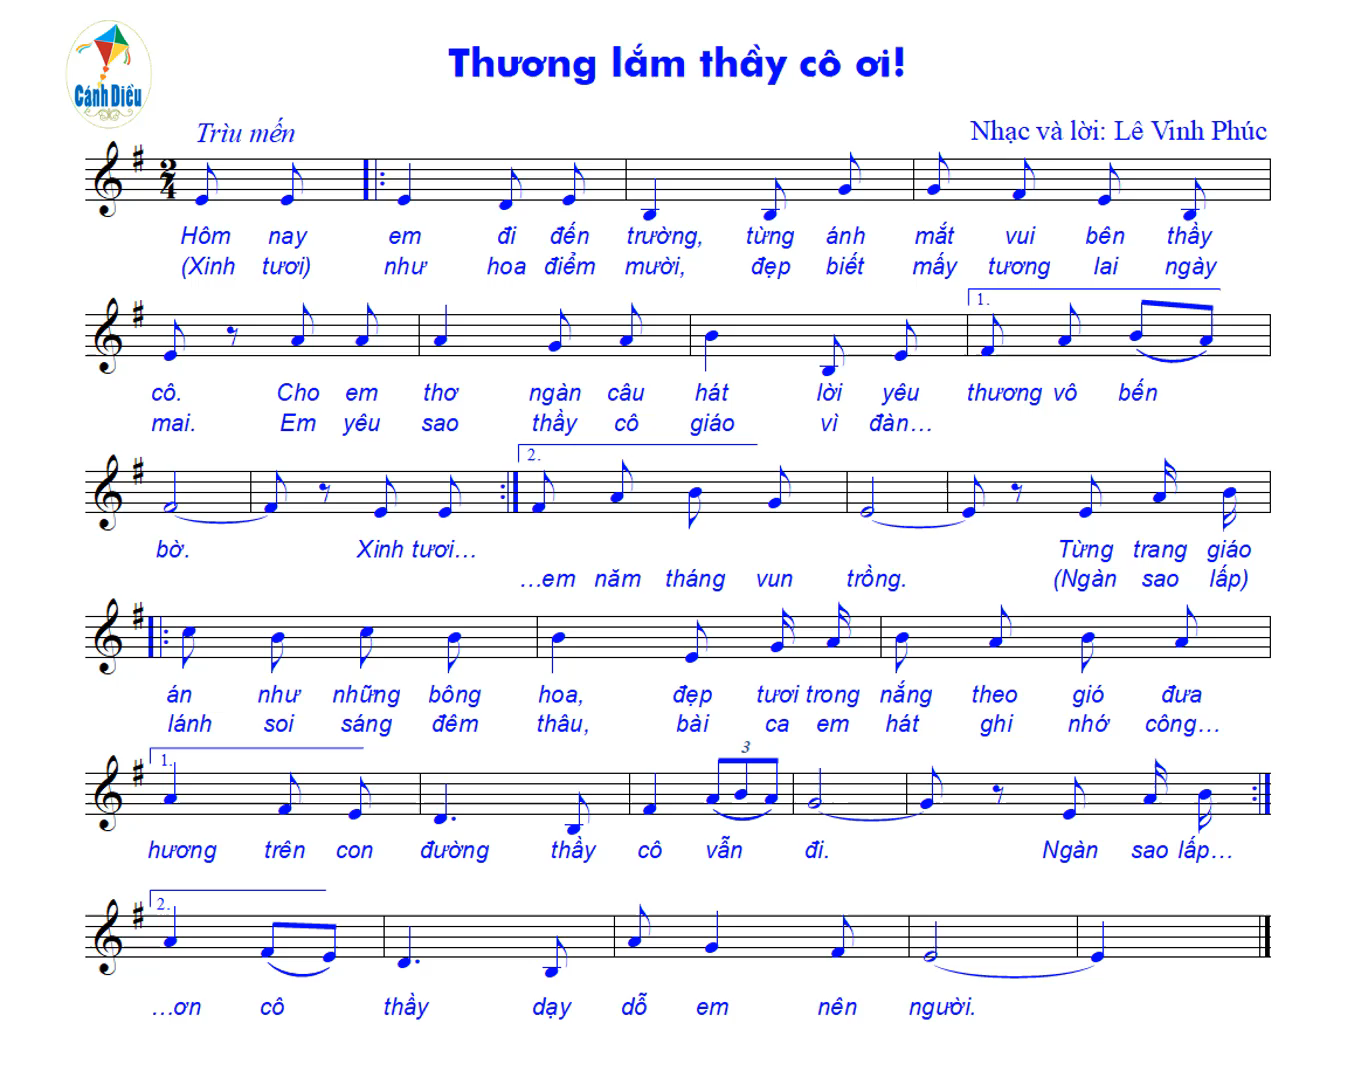 Cánh Diều
Thương lắm thầy cô ơi!
Trìu mến
Nhạc và lời: Lê Vinh Phúc
2
4
Hôm nay em đi đến trường, từng ánh mắt vui bên thầy
(Xinh tươi) như hoa điểm mười, đẹp biết mấy tương lai ngày
1.
cô. Cho em thơ ngàn câu hát lời yêu thương vô bến
mai. Em yêu sao thầy cô giáo vì đàn...
2.
bờ. Xinh tươi... Từng trang giáo
...em năm tháng vun trồng. (Ngàn sao lấp)
án như những bông hoa, đẹp tươi trong nắng theo gió đưa
lánh soi sáng đêm thâu, bài ca em hát ghi nhớ công...
1.
3
hương trên con đường thầy cô vẫn đi. Ngàn sao lấp...
2.
...ơn cô thầy dạy dỗ em nên người.